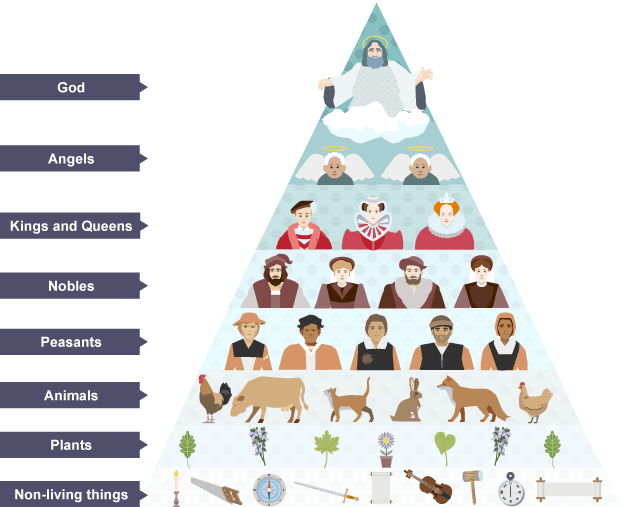 God
Angels
Kings and Queens
Nobles
Peasants
Animals
Plants
Non-living things